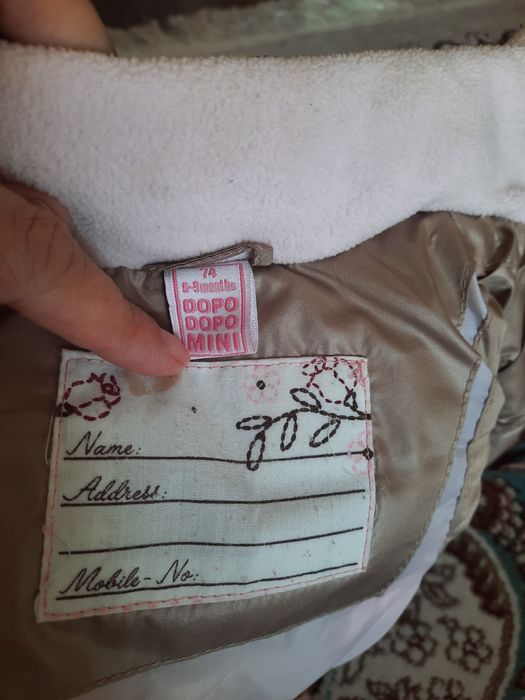 74
6-9months
DOPO
DOPO
MINI
Name:
Address:
Mobile-No: